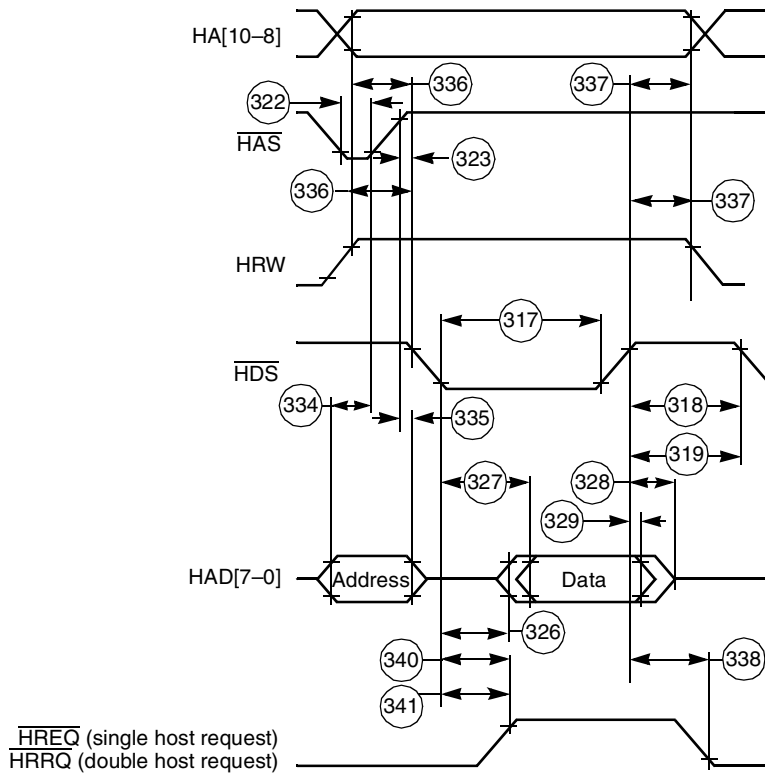 HA[10–8]
336
337
322
HAS
323
336
337
HRW
317
HDS
334
335
318
319
327
328
329
HAD[7–0]
Address
Data
326
340
338
341
HREQ (single host request)
HRRQ (double host request)